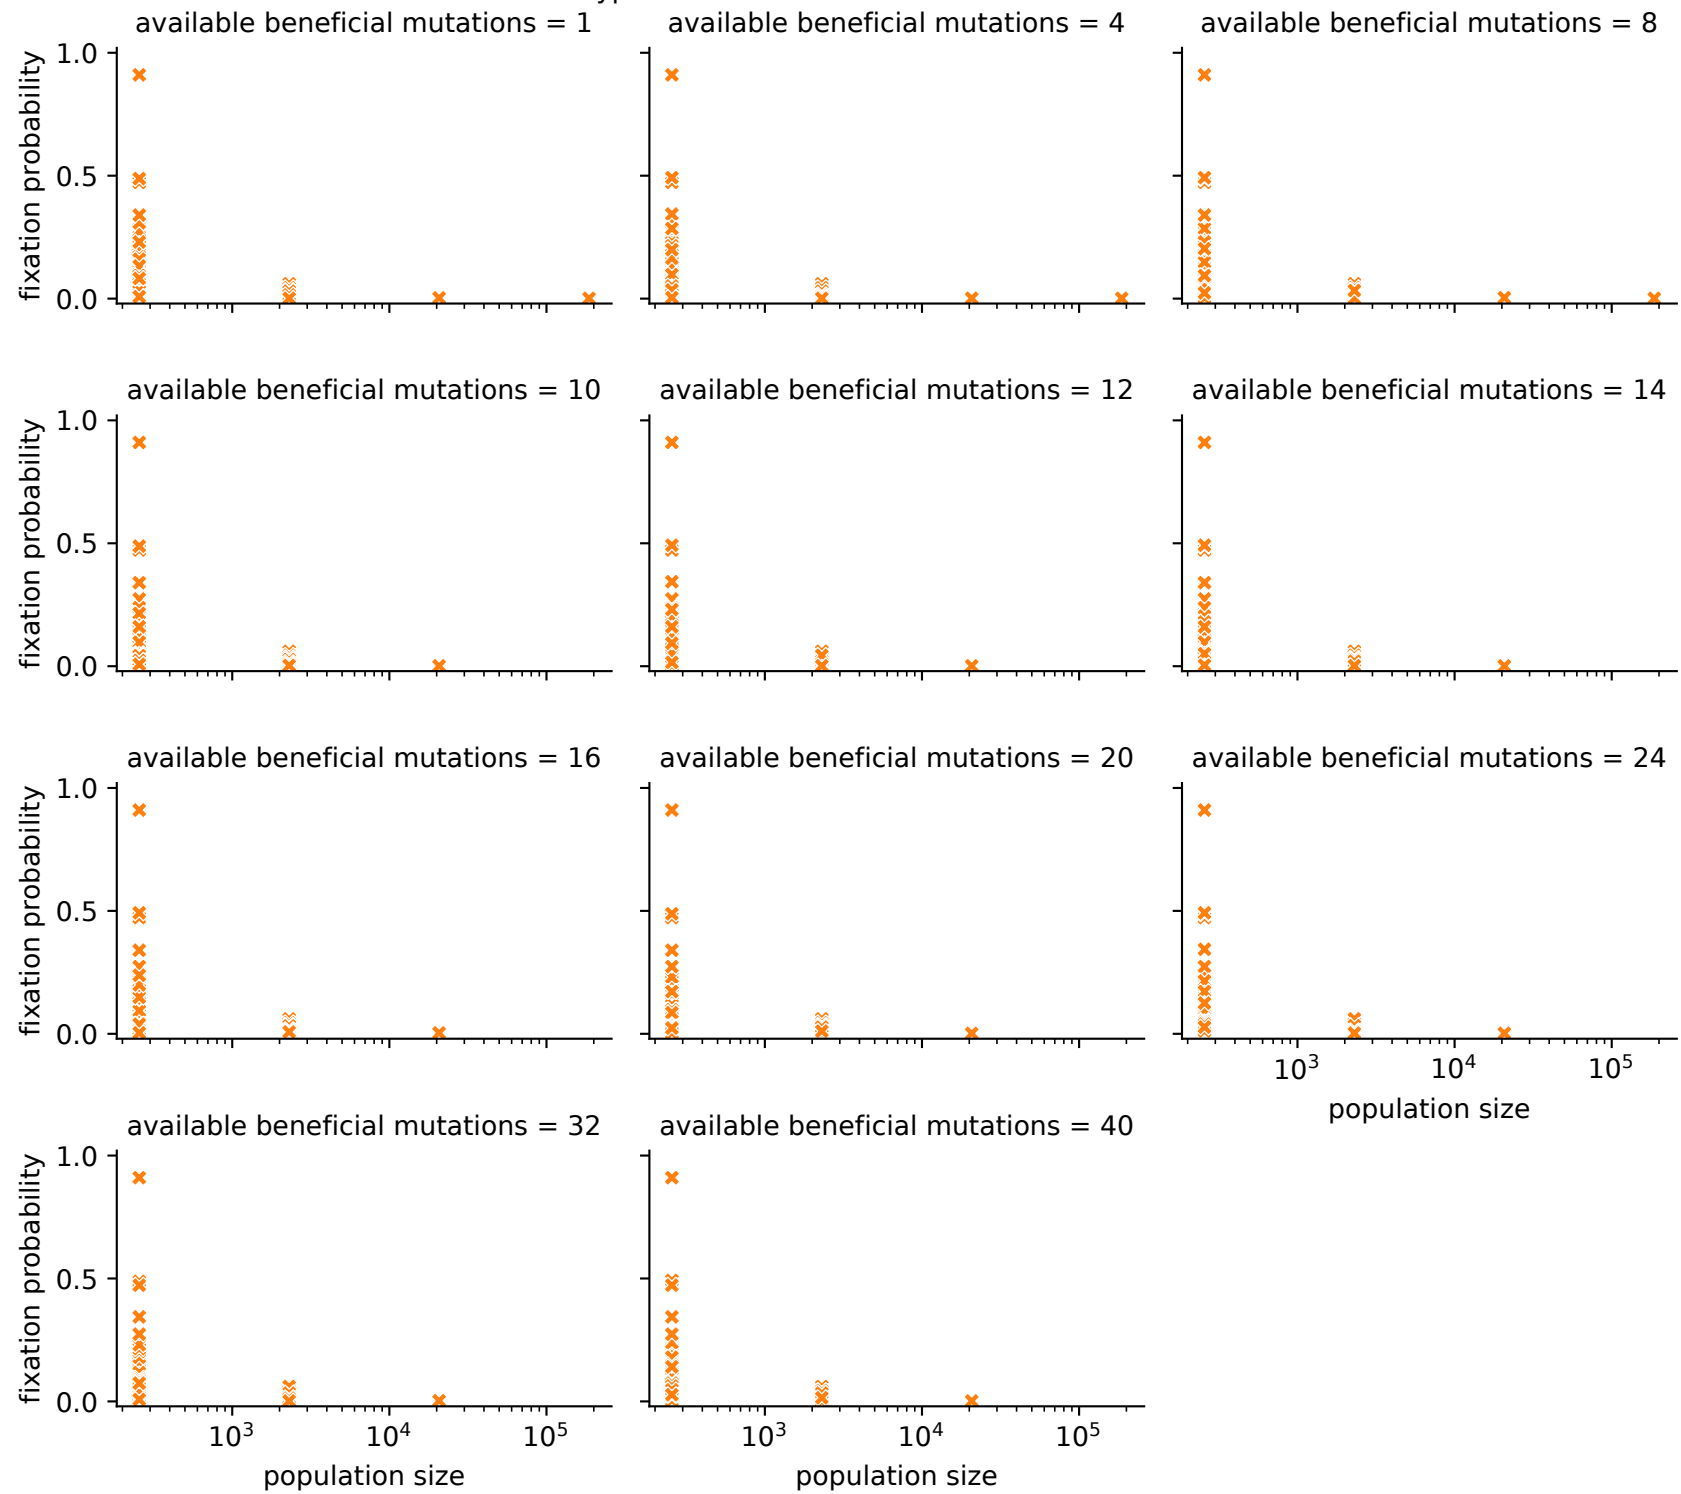 available beneficial mutations = 1
available beneficial mutations = 4
available beneficial mutations = 8
fixation probability
1.0
0.5
0.0
available beneficial mutations = 10
available beneficial mutations = 12
available beneficial mutations = 14
fixation probability
1.0
0.5
0.0
available beneficial mutations = 16
available beneficial mutations = 20
available beneficial mutations = 24
fixation probability
1.0
0.5
0.0
10³ 10⁴ 10⁵
population size
available beneficial mutations = 32
available beneficial mutations = 40
fixation probability
1.0
0.5
0.0
10³ 10⁴ 10⁵
population size
10³ 10⁴ 10⁵
population size